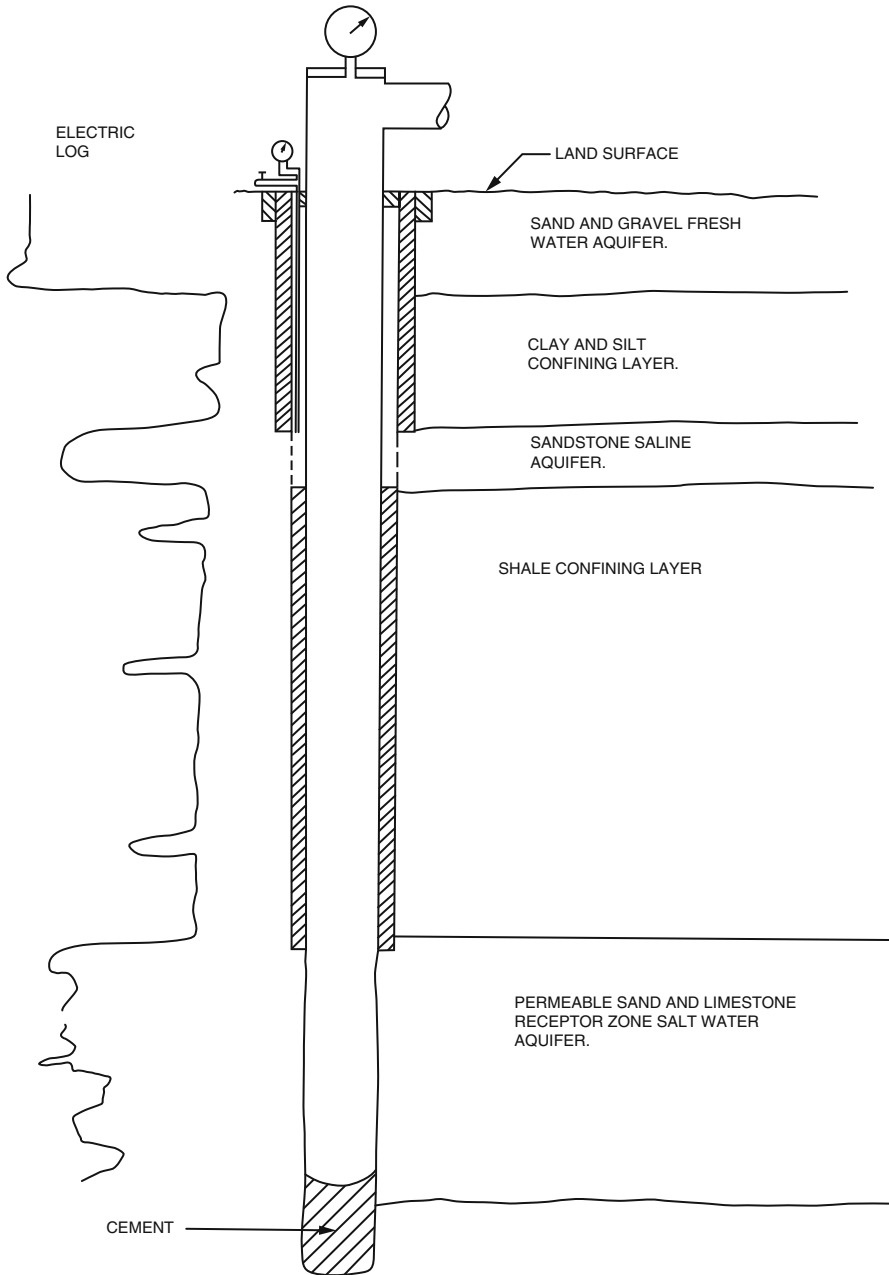 ELECTRIC
LOG
LAND SURFACE
SAND AND GRAVEL FRESH
WATER AQUIFER.
CLAY AND SILT
CONFINING LAYER.
SANDSTONE SALINE
AQUIFER.
SHALE CONFINING LAYER
PERMEABLE SAND AND LIMESTONE
RECEPTOR ZONE SALT WATER
AQUIFER.
CEMENT